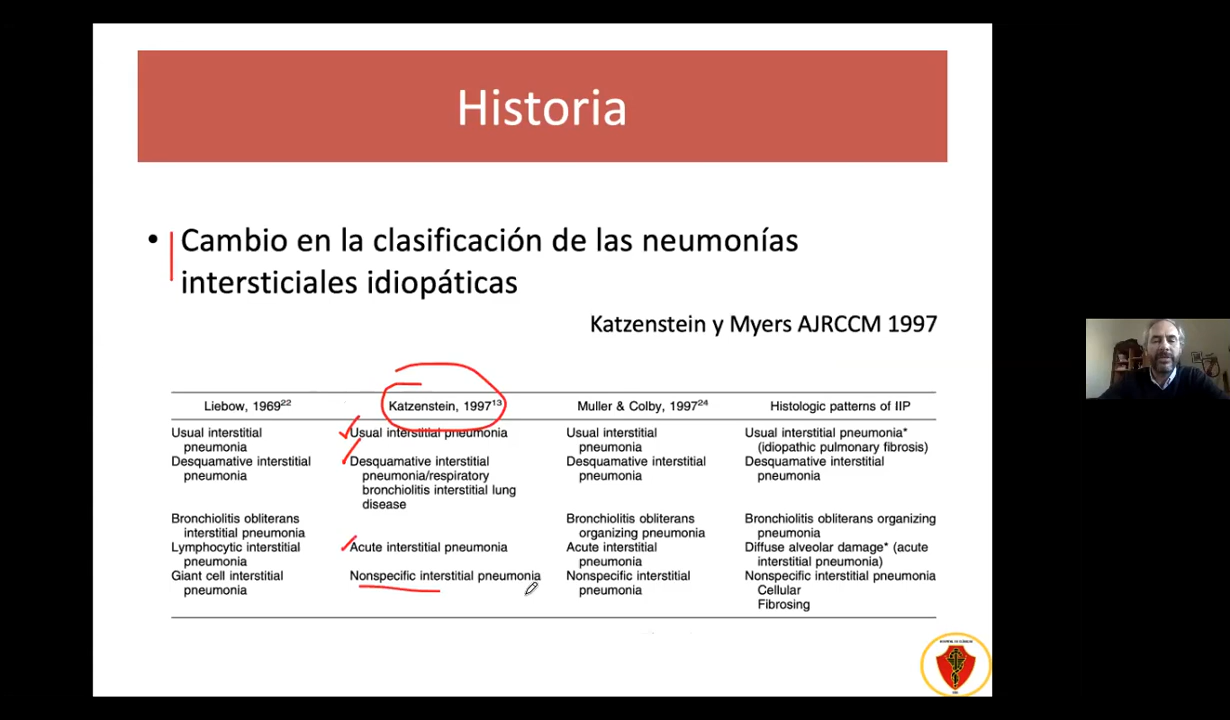 Historia
• Cambio en la clasificación de las neumonías
intersticiales idiopáticas
Katzenstein y Myers AJRCCM 1997
Liebow, 1969²² Katzenstein, 1997¹³ Muller & Colby, 1997²⁴ Histologic patterns of IIP
Usual interstitial Usual interstitial pneumonia Usual interstitial Usual interstitial pneumonia*
pneumonia pneumonia (idiopathic pulmonary fibrosis)
Desquamative interstitial Desquamative interstitial Desquamative interstitial Desquamative interstitial
pneumonia pneumonia/respiratory pneumonia pneumonia
bronchiolitis interstitial lung
disease
Bronchiolitis obliterans Bronchiolitis obliterans Bronchiolitis obliterans organizing
interstitial pneumonia organizing pneumonia pneumonia
Lymphocytic interstitial Acute interstitial pneumonia Acute interstitial Diffuse alveolar damage* (acute
pneumonia pneumonia interstitial pneumonia)
Giant cell interstitial Nonspecific interstitial pneumonia Nonspecific interstitial Nonspecific interstitial pneumonia
pneumonia pneumonia Cellular
Fibrosing